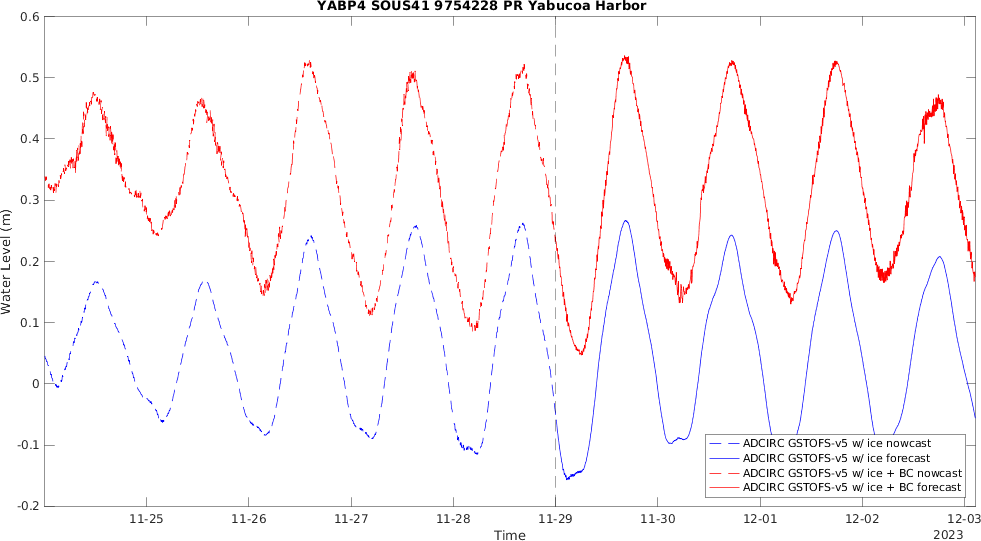 YABP4 SOUS41 9754228 PR Yabucoa Harbor
0.6
0.5
0.4
0.3
0.2
0.1
0
-0.1
-0.2
Water Level (m)
ADCIRC GSTOFS-v5 w/ ice nowcast
ADCIRC GSTOFS-v5 w/ ice forecast
ADCIRC GSTOFS-v5 w/ ice + BC nowcast
ADCIRC GSTOFS-v5 w/ ice + BC forecast
11-25 11-26 11-27 11-28 11-29 11-30 12-01 12-02 12-03
Time 2023